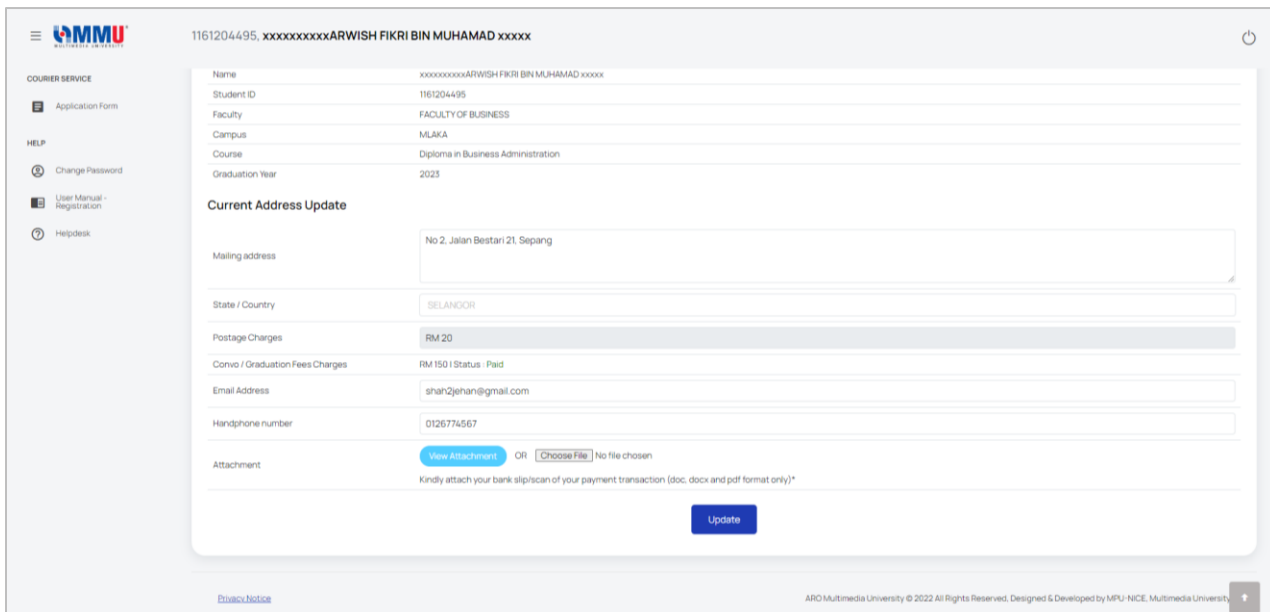 MMU
MULTIMEDIA UNIVERSITY
1161204495, xxxxxxxxxxARWISH FIKRI BIN MUHAMAD xxxxx
COURIER SERVICE
Application Form
HELP
Change Password
User Manual -
Registration
Helpdesk
Name xxxxxxxxxxARWISH FIKRI BIN MUHAMAD xxxxx
Student ID 1161204495
Faculty FACULTY OF BUSINESS
Campus MLAKA
Course Diploma in Business Administration
Graduation Year 2023
Current Address Update
Mailing address No 2, Jalan Bestari 21, Sepang
State / Country SELANGOR
Postage Charges RM 20
Convo / Graduation Fees Charges RM 150 | Status : Paid
Email Address shah2jehan@gmail.com
Handphone number 0126774567
Attachment View Attachment OR Choose File No file chosen
Kindly attach your bank slip/scan of your payment transaction (doc, docx and pdf format only)*
Update
Privacy Notice ARO Multimedia University © 2022 All Rights Reserved, Designed & Developed by MPU-NICE, Multimedia University